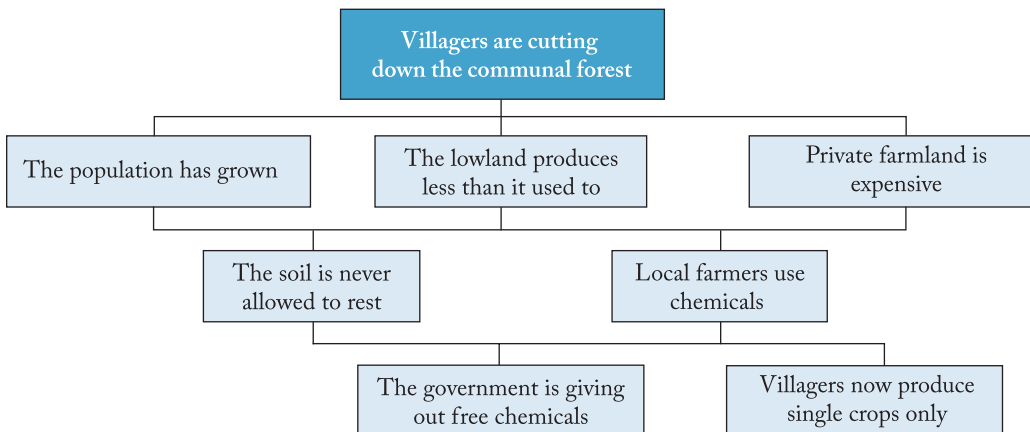 Villagers are cutting
down the communal forest
The population has grown
The lowland produces
less than it used to
Private farmland is
expensive
The soil is never
allowed to rest
Local farmers use
chemicals
The government is giving
out free chemicals
Villagers now produce
single crops only